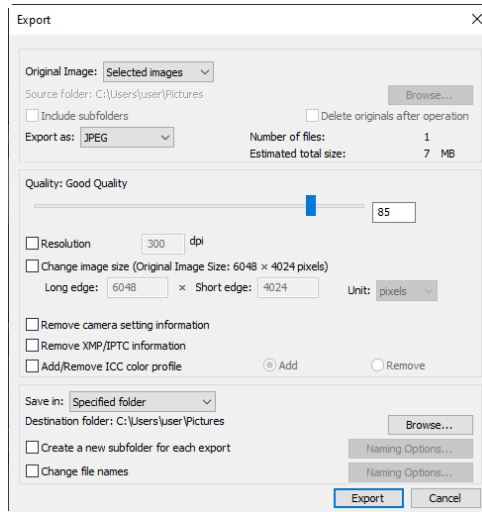 Export
Original Image: Selected images
Source folder: C:\Users\user\Pictures Browse...
Include subfolders Delete originals after operation
Export as: JPEG Number of files: 1
Estimated total size: 7 MB
Quality: Good Quality
85
Resolution 300 dpi
Change image size (Original Image Size: 6048 × 4024 pixels)
Long edge: 6048 × Short edge: 4024 Unit: pixels
Remove camera setting information
Remove XMP/IPTC information
Add/Remove ICC color profile Add Remove
Save in: Specified folder
Destination folder: C:\Users\user\Pictures Browse...
Create a new subfolder for each export Naming Options...
Change file names Naming Options...
Export Cancel